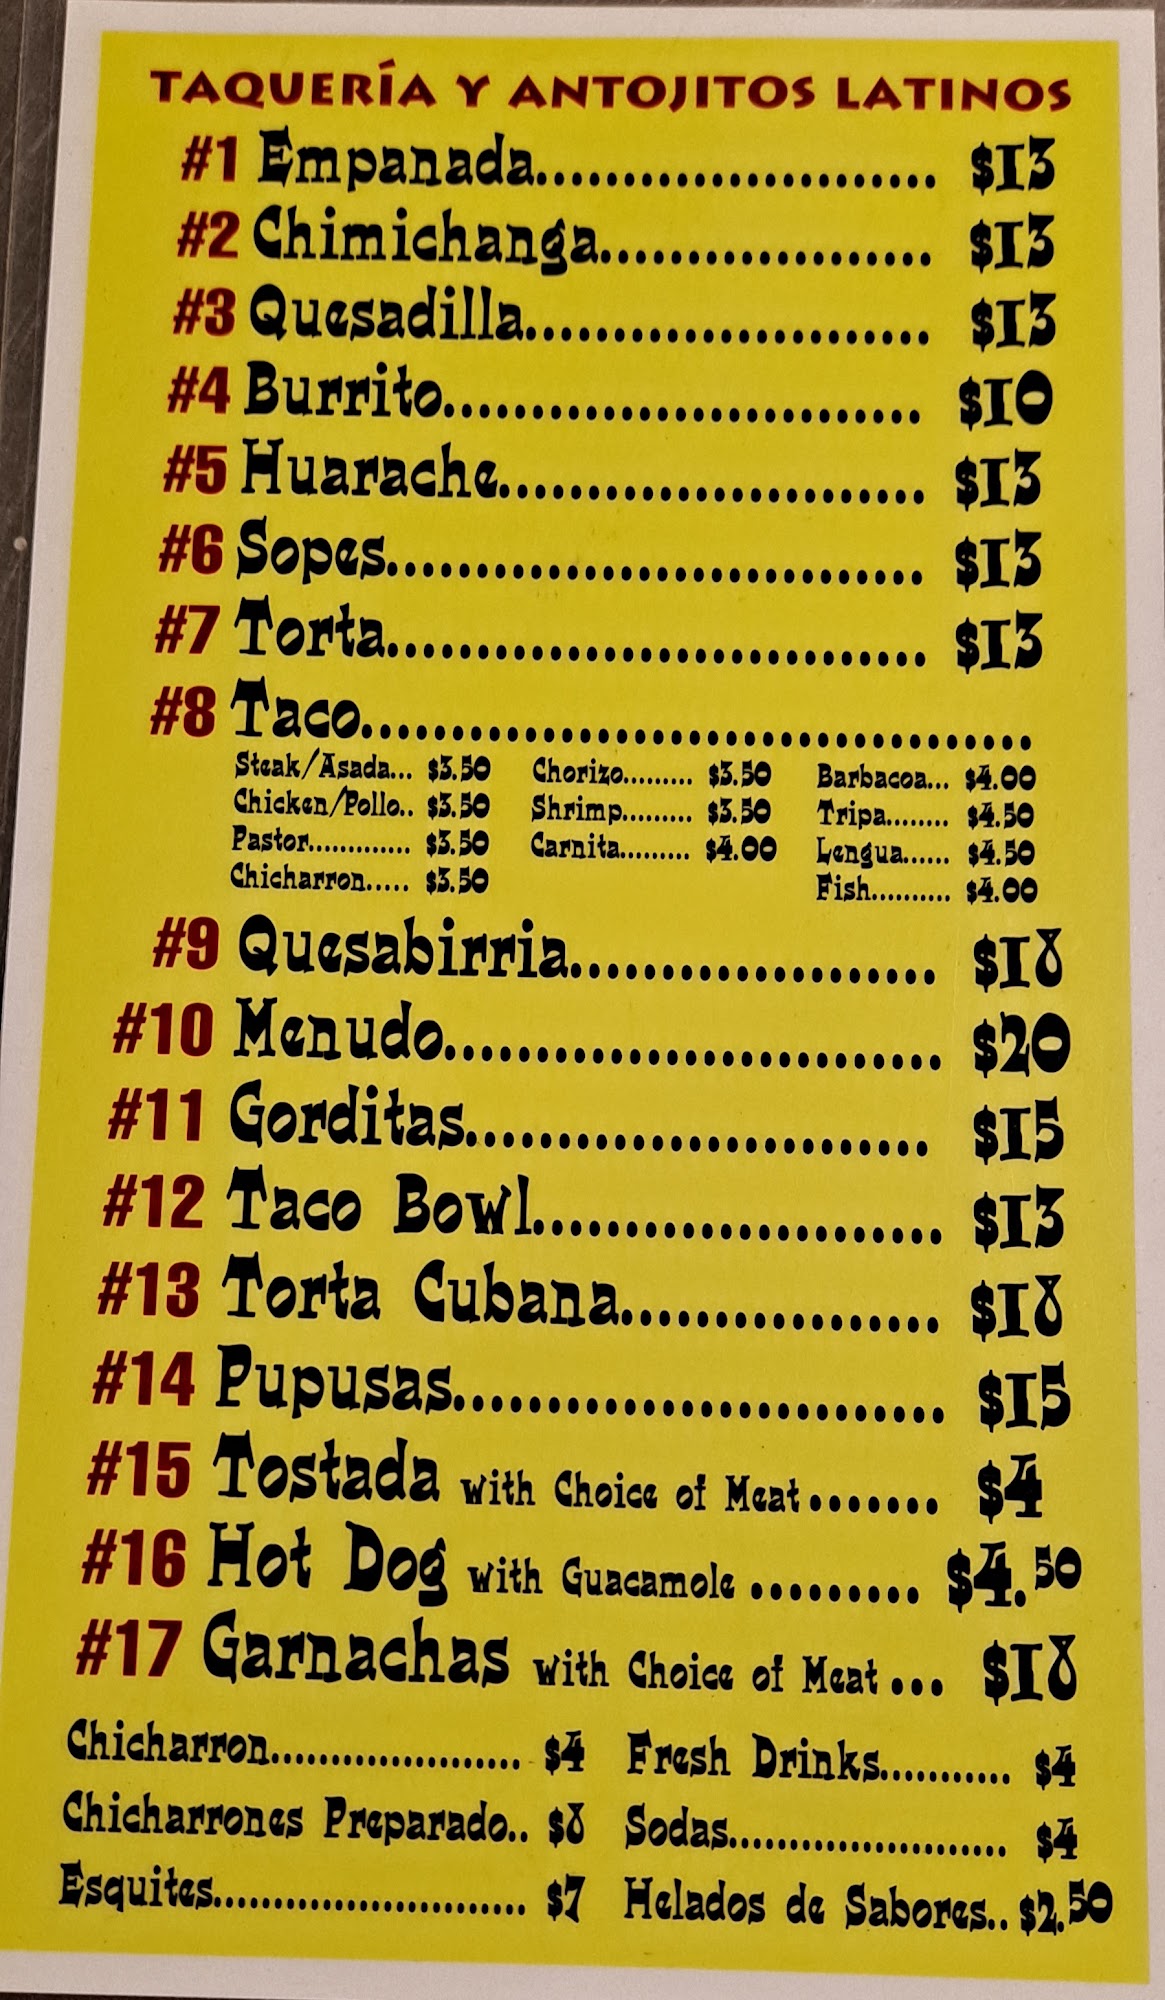 TAQUERÍA Y ANTOJITOS LATINOS
#1 Empanada....................... $13
#2 Chimichanga................... $13
#3 Quesadilla....................... $13
#4 Burrito........................... $10
#5 Huarache........................ $13
#6 Sopes.............................. $13
#7 Torta.............................. $13
#8 Taco......................................
Steak/Asada... $3.50 Chorizo......... $3.50 Barbacoa... $4.00
Chicken/Pollo.. $3.50 Shrimp......... $3.50 Tripa........ $4.50
Pastor............. $3.50 Carnita......... $4.00 Lengua...... $4.50
Chicharron..... $3.50 Fish.......... $4.00
#9 Quesabirria.................... $18
#10 Menudo........................... $20
#11 Gorditas......................... $15
#12 Taco Bowl...................... $13
#13 Torta Cubana................. $18
#14 Pupusas.......................... $15
#15 Tostada with Choice of Meat....... $4
#16 Hot Dog with Guacamole ......... $4.50
#17 Garnachas with Choice of Meat ... $18
Chicharron..................... $4 Fresh Drinks........... $4
Chicharrones Preparado.. $8 Sodas....................... $4
Esquites.......................... $7 Helados de Sabores.. $2.50